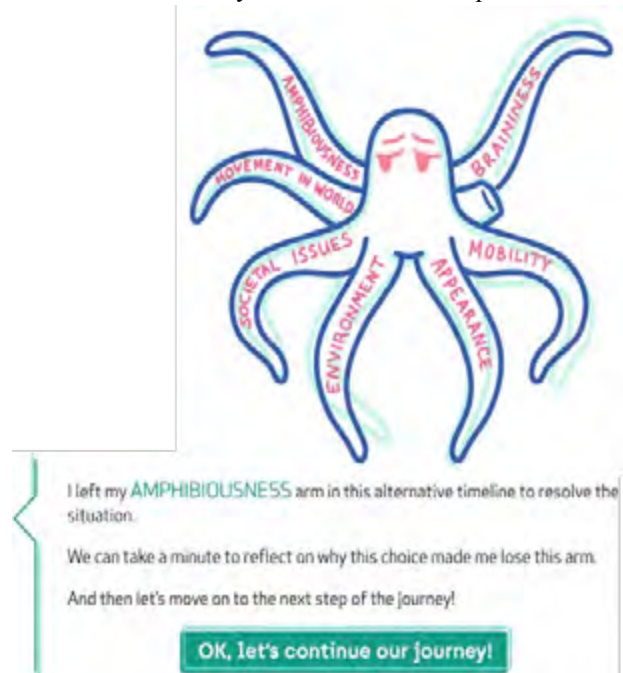 AMPHIBIOUSNESS
BRAININESS
MOVEMENT IN WORLD
SOCIETAL ISSUES
MOBILITY
ENVIRONMENT
APPEARANCE
I left my AMPHIBIOUSNESS arm in this alternative timeline to resolve the
situation.
We can take a minute to reflect on why this choice made me lose this arm.
And then let's move on to the next step of the journey!
OK, let's continue our journey!